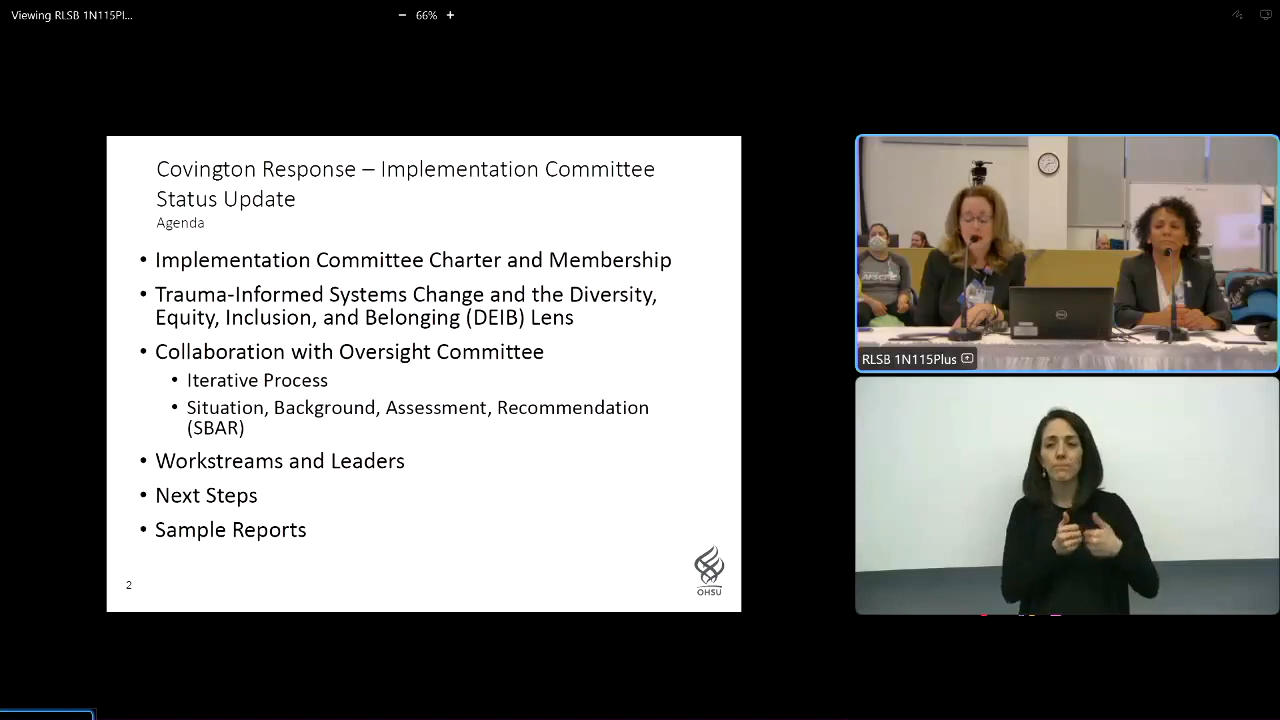 Viewing RLSB 1N115Pl...
− 66% +
Covington Response – Implementation Committee
Status Update
Agenda
• Implementation Committee Charter and Membership
• Trauma-Informed Systems Change and the Diversity,
Equity, Inclusion, and Belonging (DEIB) Lens
• Collaboration with Oversight Committee
• Iterative Process
• Situation, Background, Assessment, Recommendation
(SBAR)
• Workstreams and Leaders
• Next Steps
• Sample Reports
2
OHSU
AFSCME
DELL
RLSB 1N115Plus